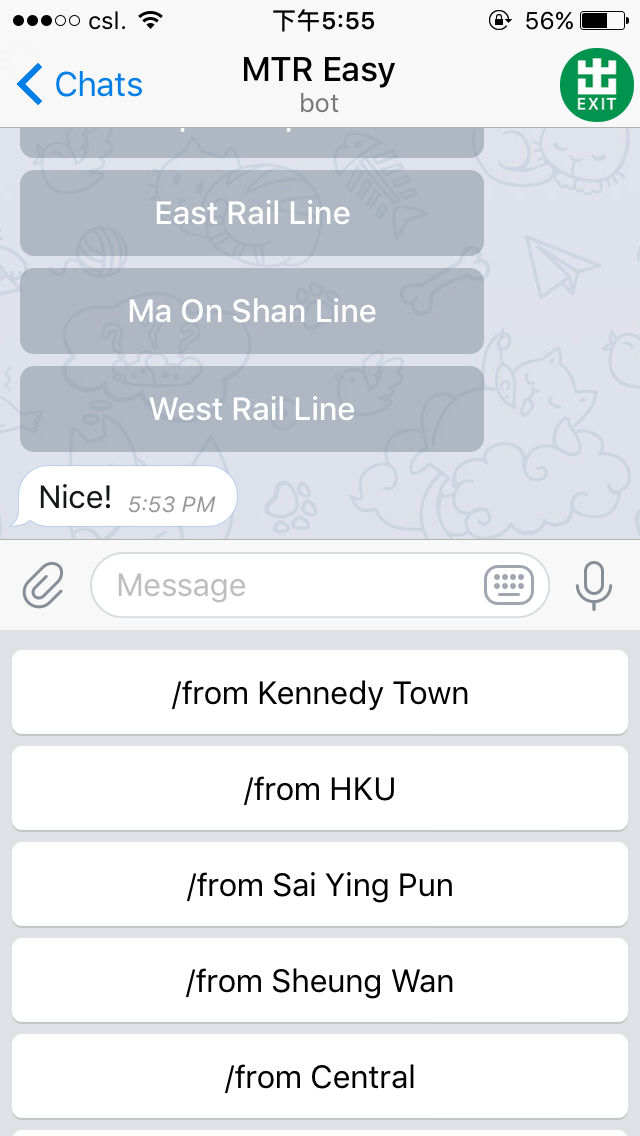 csl. 下午5:55 56%
Chats
MTR Easy
bot
出
EXIT
East Rail Line
Ma On Shan Line
West Rail Line
Nice! 5:53 PM
Message
/from Kennedy Town
/from HKU
/from Sai Ying Pun
/from Sheung Wan
/from Central